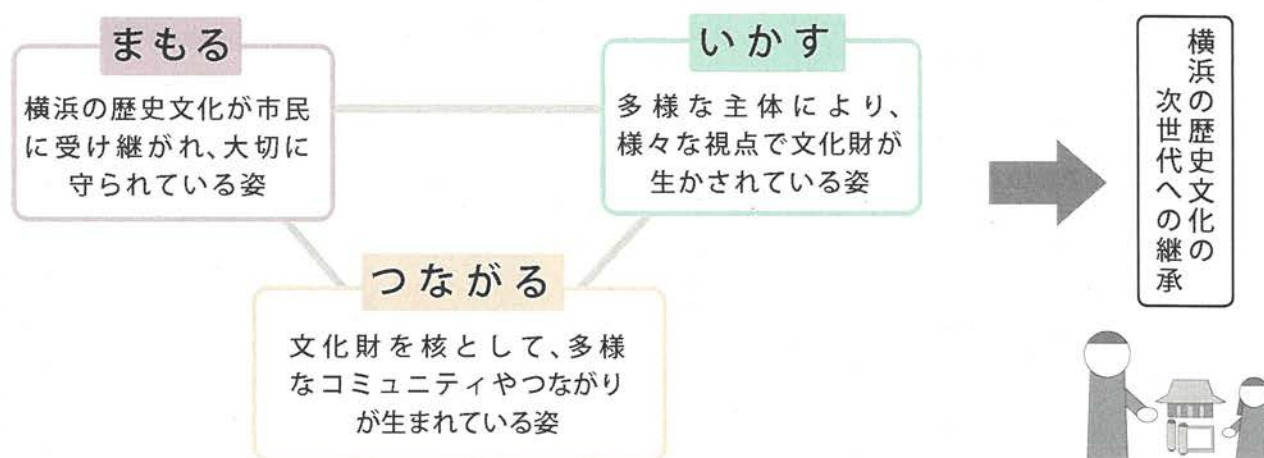 まもる
横浜の歴史文化が市民
に受け継がれ、大切に
守られている姿
いかす
多様な主体により、
様々な視点で文化財が
生かされている姿
つながる
文化財を核として、多様
なコミュニティやつながり
が生まれている姿
横浜の歴史文化の
次世代への継承